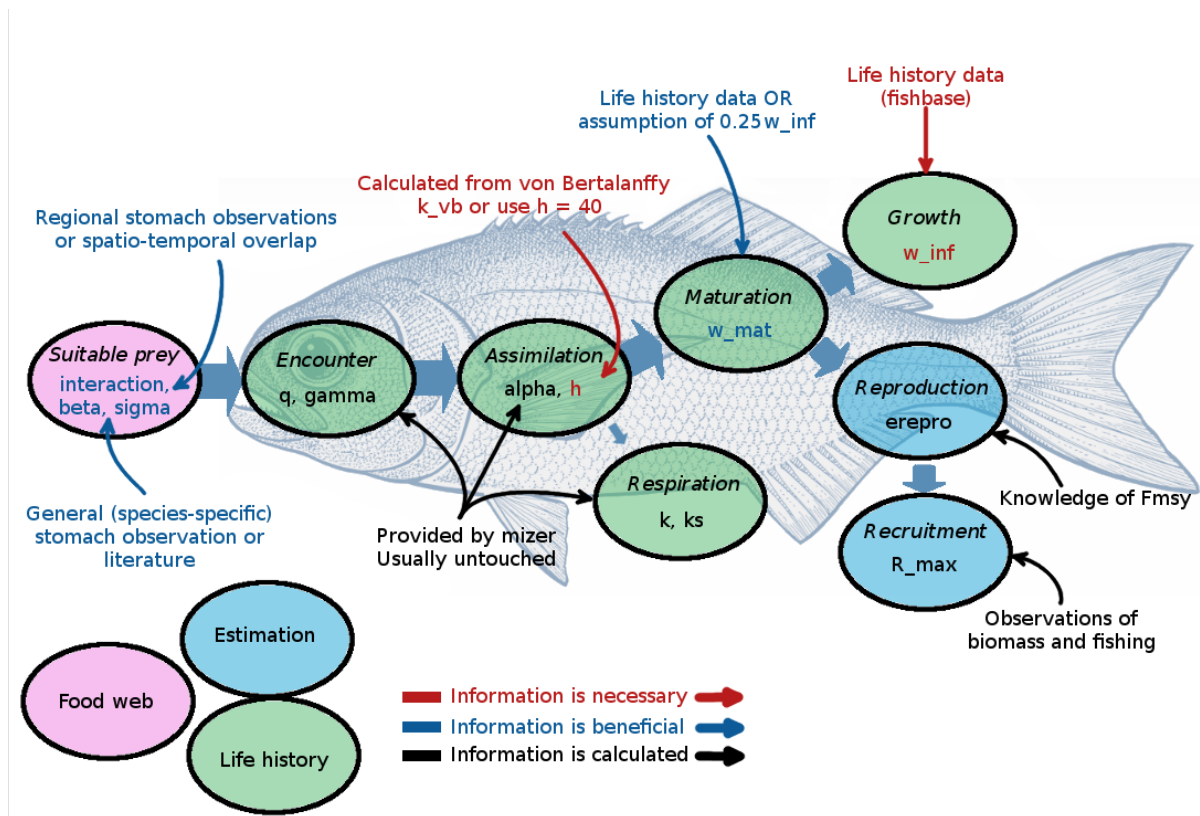 Life history data
(fishbase)
Life history data OR
assumption of 0.25w_inf
Calculated from von Bertalanffy
k_vb or use h = 40
Regional stomach observations
or spatio-temporal overlap
Growth
w_inf
Maturation
w_mat
Suitable prey
interaction,
beta, sigma
Encounter
q, gamma
Assimilation
alpha, h
Reproduction
erepro
Respiration
k, ks
Knowledge of Fmsy
General (species-specific)
stomach observation or
literature
Provided by mizer
Usually untouched
Recruitment
R_max
Observations of
biomass and fishing
Estimation
Food web
Life history
Information is necessary
Information is beneficial
Information is calculated